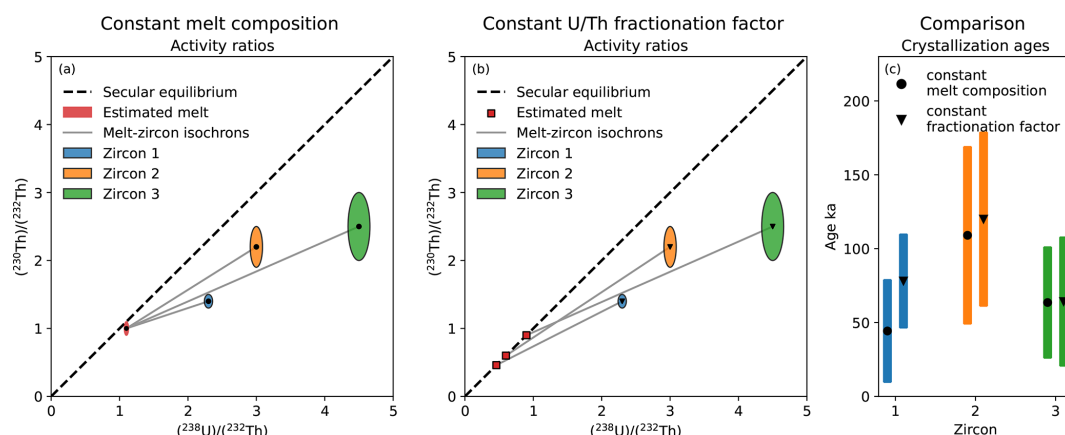 Constant melt composition
Activity ratios
(a)
Secular equilibrium
Estimated melt
Melt-zircon isochrons
Zircon 1
Zircon 2
Zircon 3
(²³⁰Th)/(²³²Th)
5
4
3
2
1
0
0 1 2 3 4 5
(²³⁸U)/(²³²Th)
Constant U/Th fractionation factor
Activity ratios
(b)
Secular equilibrium
Estimated melt
Melt-zircon isochrons
Zircon 1
Zircon 2
Zircon 3
(²³⁰Th)/(²³²Th)
5
4
3
2
1
0
0 1 2 3 4 5
(²³⁸U)/(²³²Th)
Comparison
Crystallization ages
(c)
constant
melt composition
constant
fractionation factor
Age ka
200
150
100
50
0
1 2 3
Zircon